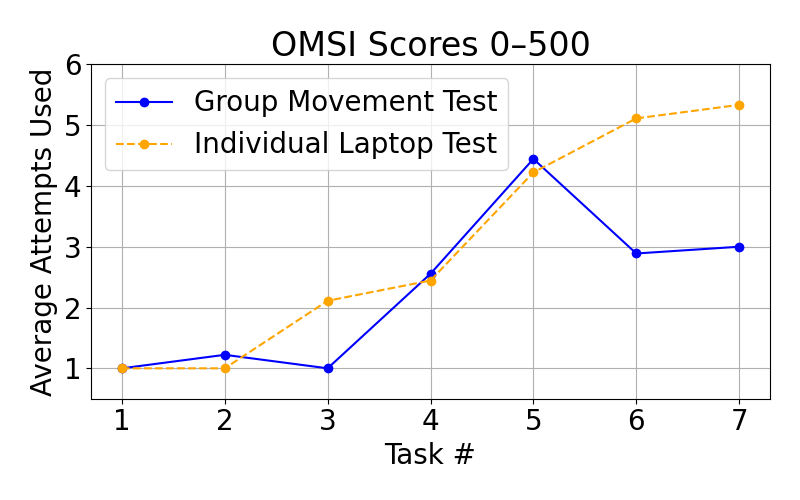 OMSI Scores 0–500
Average Attempts Used
6
5
4
3
2
1
Group Movement Test
Individual Laptop Test
1 2 3 4 5 6 7
Task #